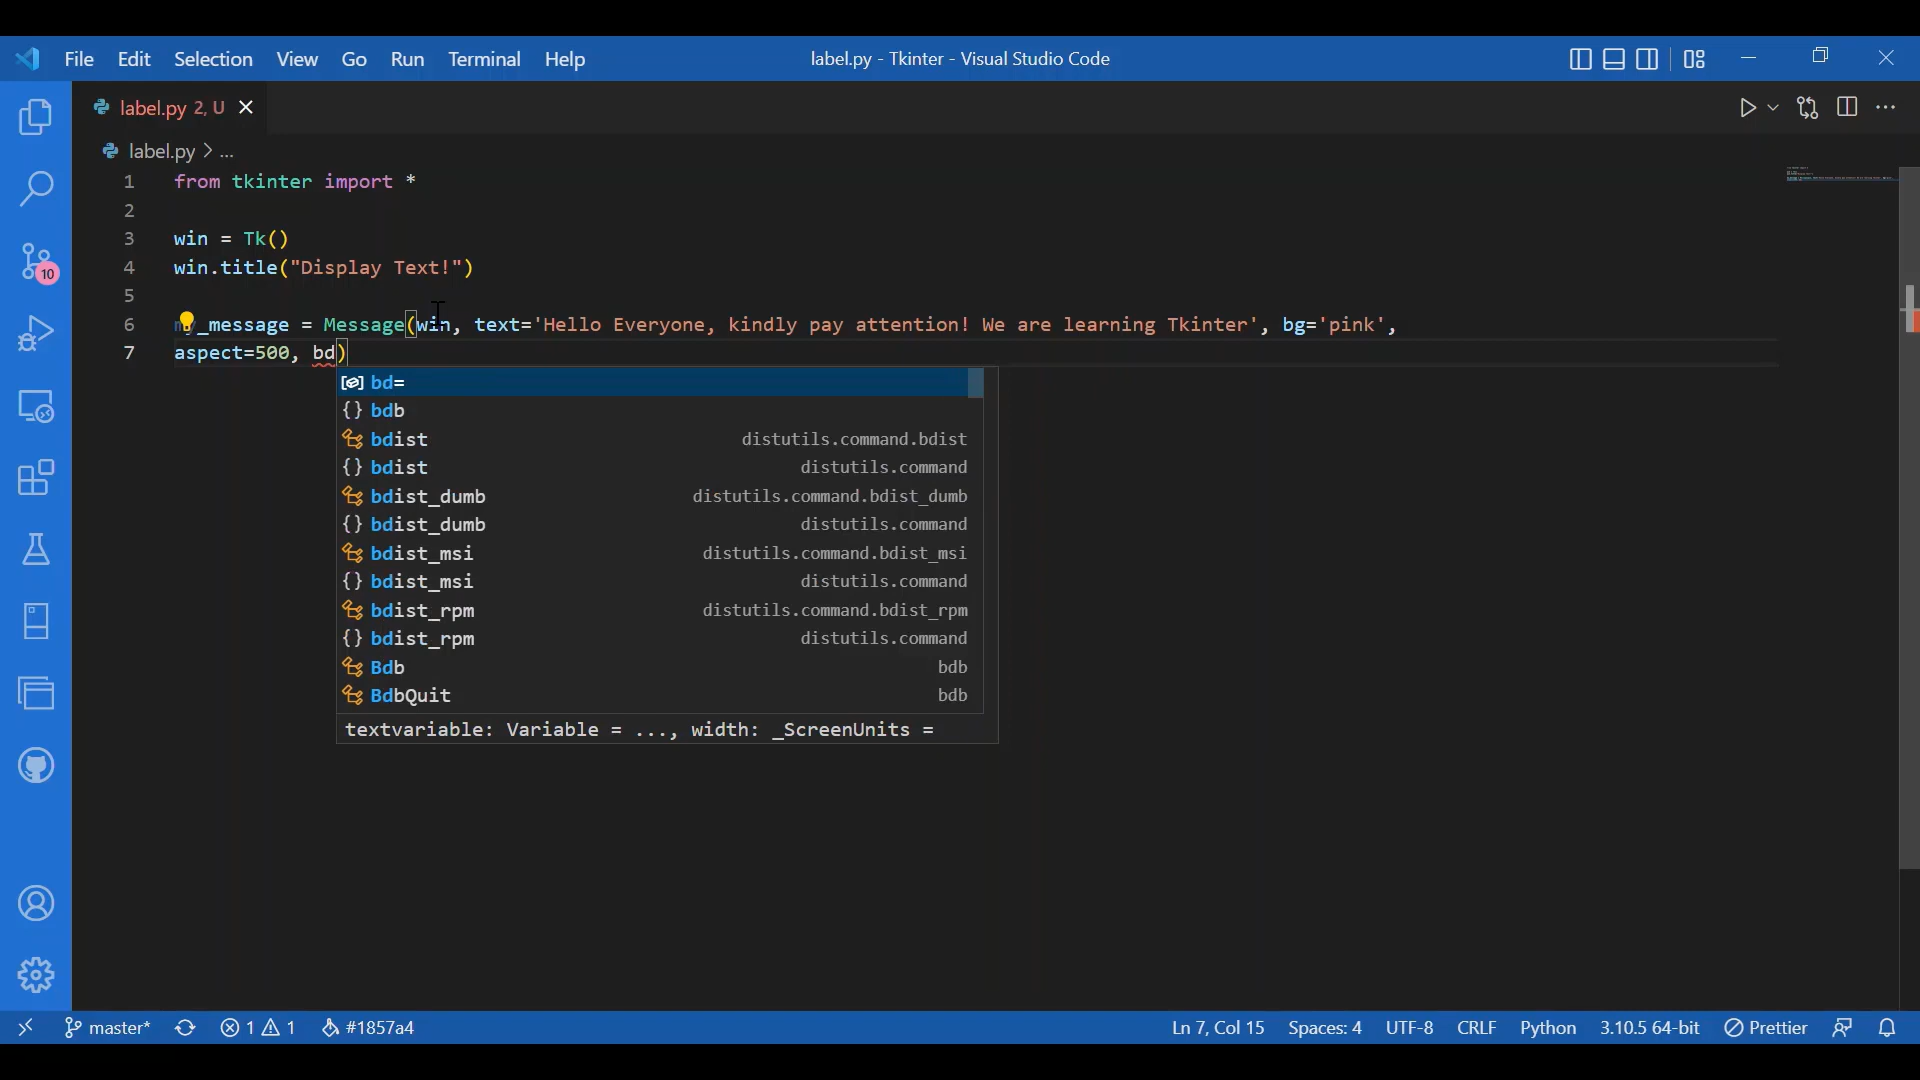 File Edit Selection View Go Run Terminal Help label.py - Tkinter - Visual Studio Code
label.py 2, U
label.py > ...
1 from tkinter import *
2
3 win = Tk()
4 win.title("Display Text!")
5
6 my_message = Message(win, text='Hello Everyone, kindly pay attention! We are learning Tkinter', bg='pink',
7 aspect=500, bd)
bd=
bdb
bdist distutils.command.bdist
bdist distutils.command
bdist_dumb distutils.command.bdist_dumb
bdist_dumb distutils.command
bdist_msi distutils.command.bdist_msi
bdist_msi distutils.command
bdist_rpm distutils.command.bdist_rpm
bdist_rpm distutils.command
Bdb bdb
BdbQuit bdb
textvariable: Variable = ..., width: _ScreenUnits =
10
master* 1 1 #1857a4 Ln 7, Col 15 Spaces: 4 UTF-8 CRLF Python 3.10.5 64-bit Prettier